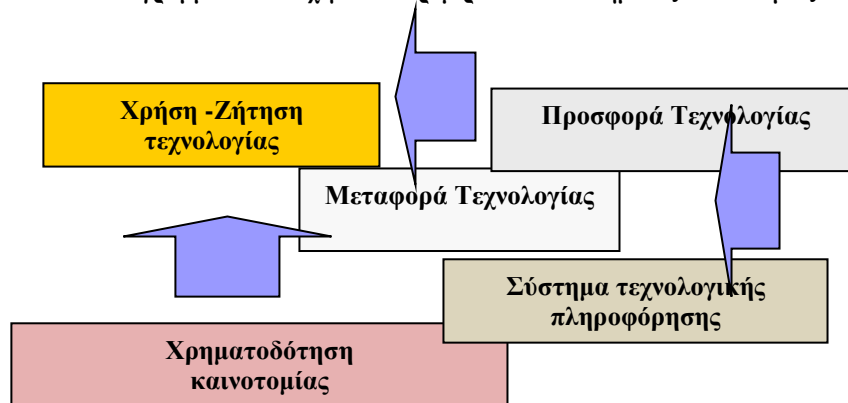 Χρήση -Ζήτηση
τεχνολογίας
Προσφορά Τεχνολογίας
Μεταφορά Τεχνολογίας
Σύστημα τεχνολογικής
πληροφόρησης
Χρηματοδότηση
καινοτομίας